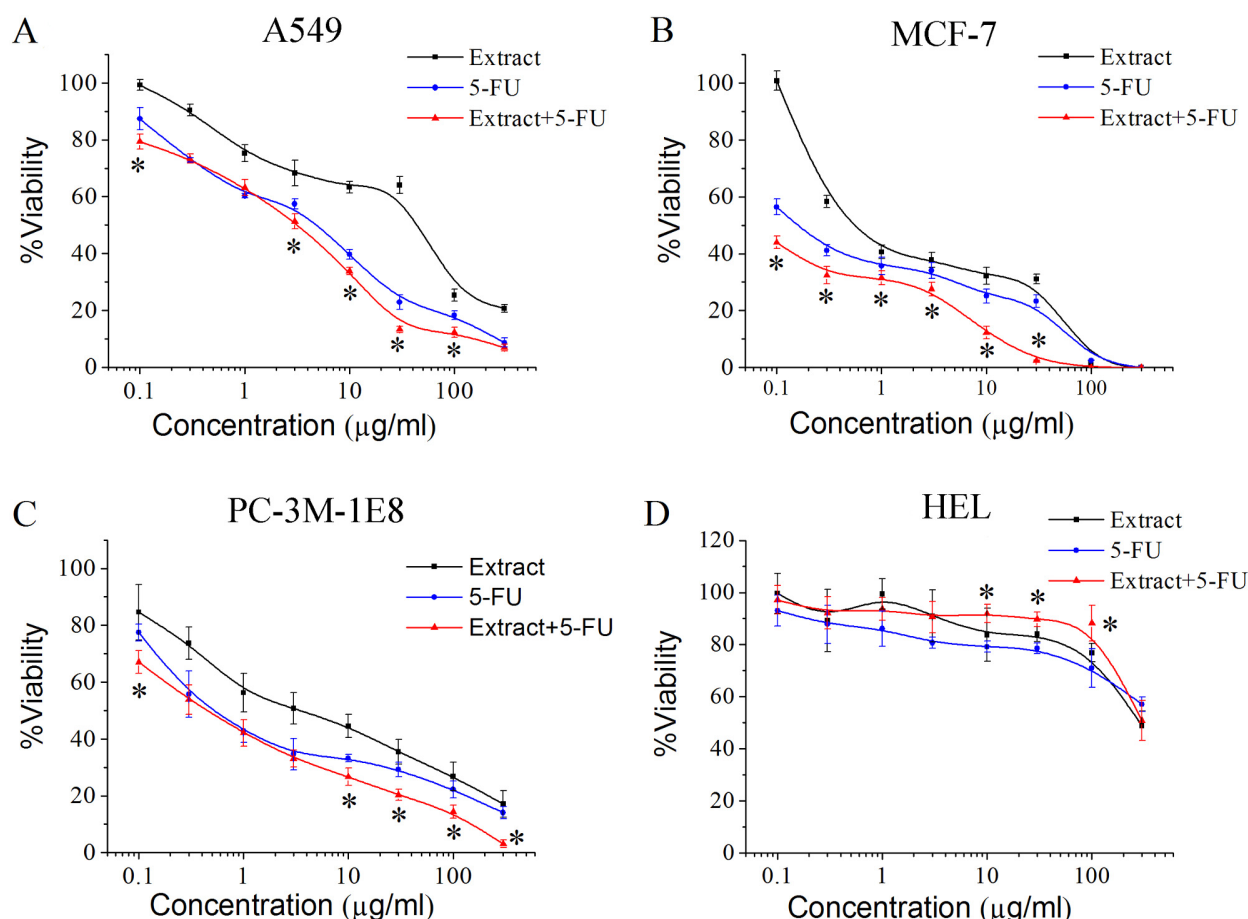 A
A549
Extract
5-FU
Extract+5-FU
%Viability
100
80
60
40
20
0
*
*
*
*
*
0.1
1
10
100
Concentration (μg/ml)
B
MCF-7
Extract
5-FU
Extract+5-FU
%Viability
100
80
60
40
20
0
*
*
*
*
*
*
0.1
1
10
100
Concentration (μg/ml)
C
PC-3M-1E8
Extract
5-FU
Extract+5-FU
%Viability
100
80
60
40
20
0
*
*
*
*
*
0.1
1
10
100
Concentration (μg/ml)
D
HEL
Extract
5-FU
Extract+5-FU
%Viability
120
100
80
60
40
20
0
*
*
*
0.1
1
10
100
Concentration (μg/ml)